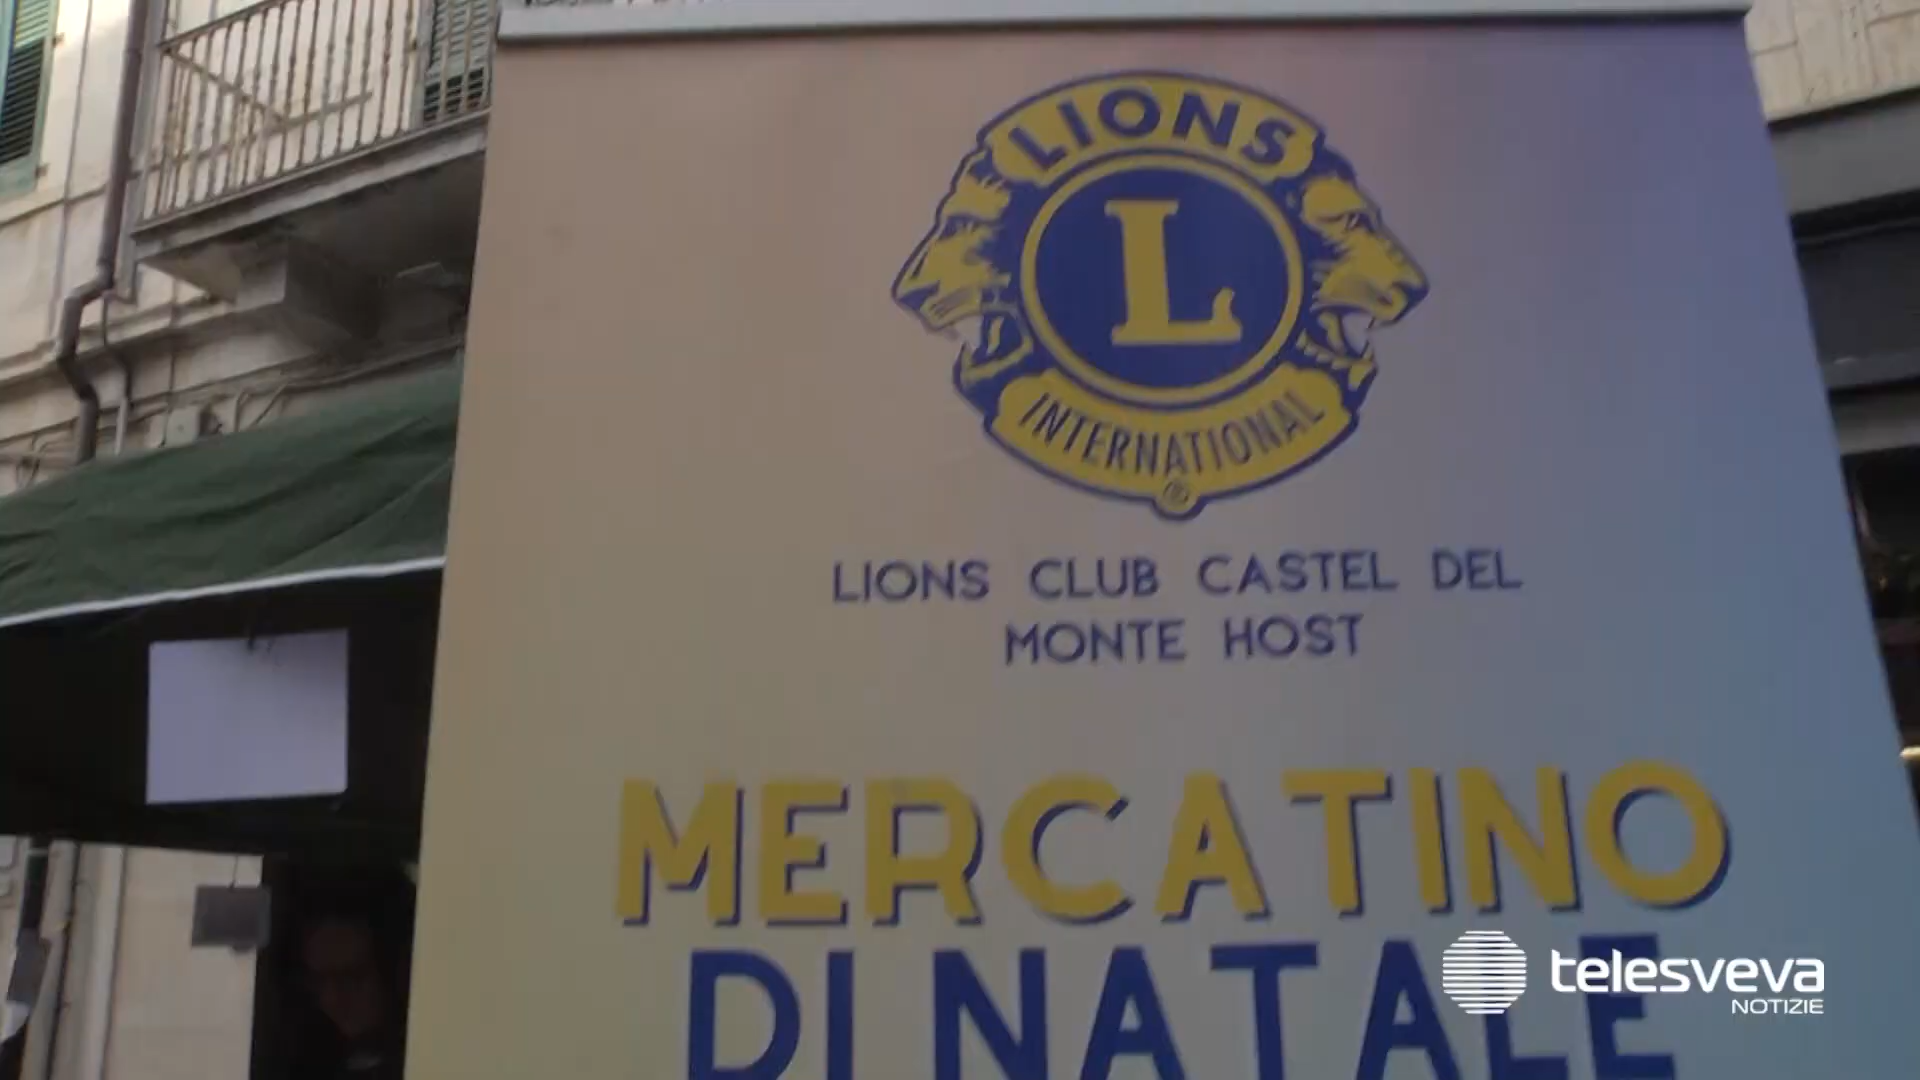 LIONS
L
INTERNATIONAL
®
LIONS CLUB CASTEL DEL
MONTE HOST
MERCATINO
DI NATALE
telesveva
NOTIZIE